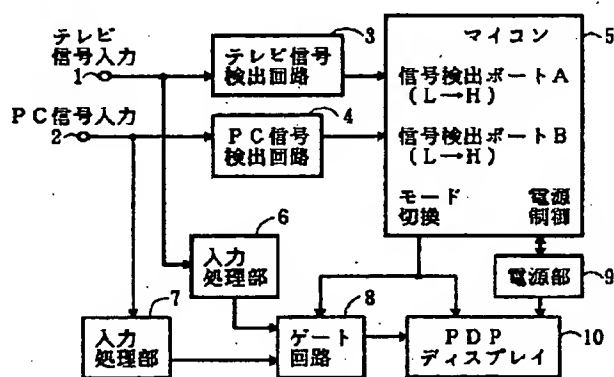 テレビ
信号入力
1
PC信号入力
2
3
テレビ信号
検出回路
4
PC信号
検出回路
マイコン
5
信号検出ポートA
(L→H)
信号検出ポートB
(L→H)
モード
切換
電源
制御
6
入力
処理部
7
入力
処理部
8
ゲート
回路
電源部
9
PDP
ディスプレイ
10